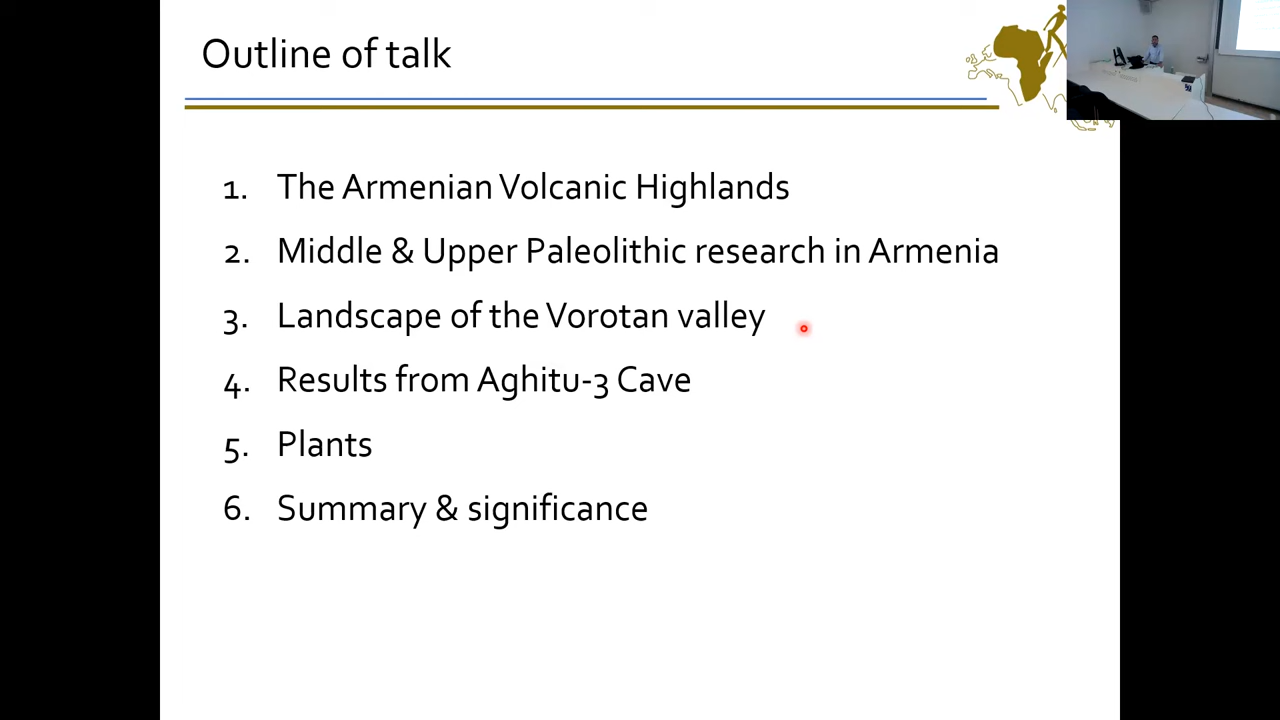 Outline of talk
1. The Armenian Volcanic Highlands
2. Middle & Upper Paleolithic research in Armenia
3. Landscape of the Vorotan valley
4. Results from Aghitu-3 Cave
5. Plants
6. Summary & significance